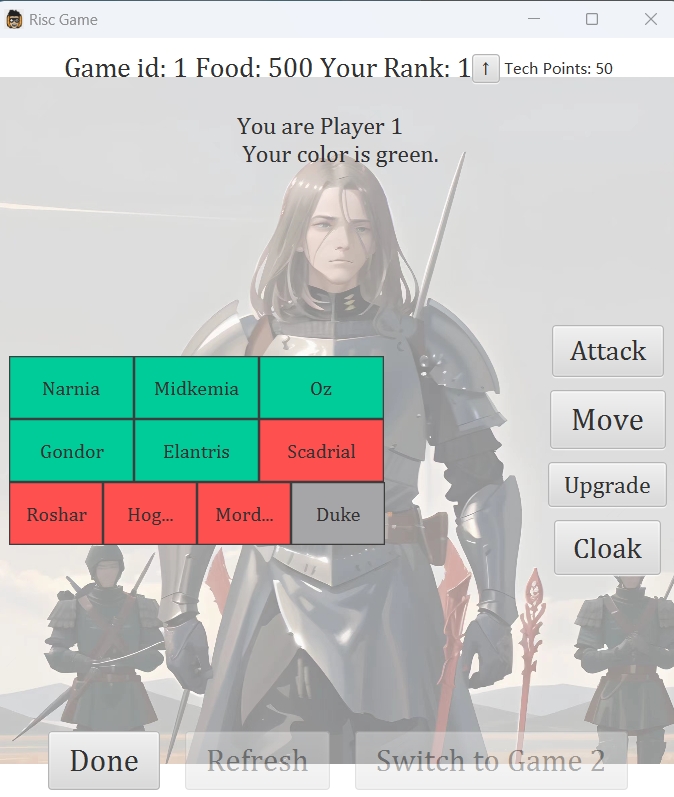 Risc Game
Game id: 1 Food: 500 Your Rank: 1 ↑ Tech Points: 50
You are Player 1
Your color is green.
Attack
Narnia Midkemia Oz
Move
Gondor Elantris Scadrial
Upgrade
Roshar Hog... Mord... Duke
Cloak
Done Refresh Switch to Game 2